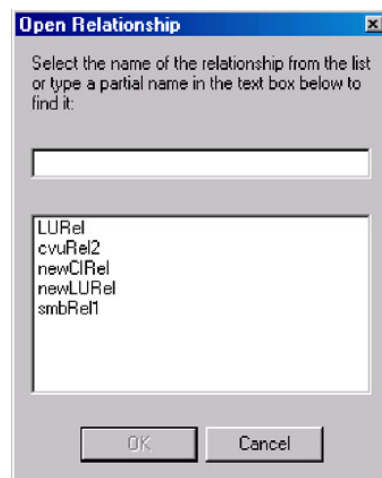 Open Relationship
Select the name of the relationship from the list
or type a partial name in the text box below to
find it:
LURel
cvuRel2
newCIRel
newLURel
smbRel1
OK
Cancel